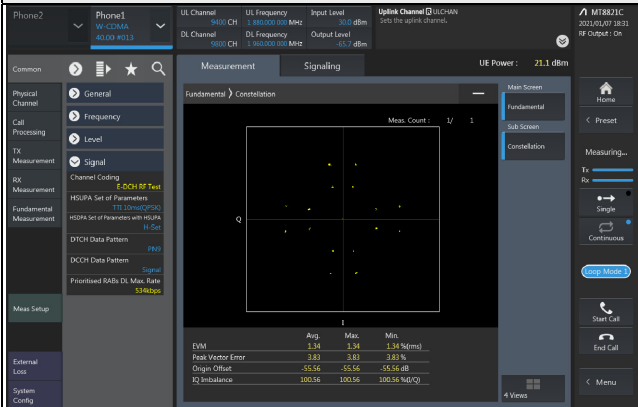 Phone2
Phone1
W-CDMA
40.00 #013
UL Channel
9400 CH
UL Frequency
1 880.000 000 MHz
Input Level
30.0 dBm
DL Channel
9800 CH
DL Frequency
1 960.000 000 MHz
Output Level
-65.7 dBm
Uplink Channel ULCHAN
Sets the uplink channel.
MT8821C
2021/01/07 18:31
RF Output : On
Common
Physical
Channel
Call
Processing
TX
Measurement
RX
Measurement
Fundamental
Measurement
Meas Setup
External
Loss
System
Config
General
Frequency
Level
Signal
Channel Coding
E-DCH RF Test
HSUPA Set of Parameters
TTI 10ms(QPSK)
HSDPA Set of Parameters with HSUPA
H-Set
DTCH Data Pattern
PN9
DCCH Data Pattern
Signal
Prioritised RABs DL Max. Rate
534kbps
Measurement
Signaling
UE Power : 21.1 dBm
Fundamental > Constellation
Meas. Count : 1/ 1
Q
I
Avg. Max. Min.
EVM 1.34 1.34 1.34 %(rms)
Peak Vector Error 3.83 3.83 3.83 %
Origin Offset -55.56 -55.56 -55.56 dB
IQ Imbalance 100.56 100.56 100.56 %(I/Q)
Main Screen
Fundamental
Sub Screen
Constellation
4 Views
Home
< Preset
Measuring...
Tx
Rx
Single
Continuous
Loop Mode 1
Start Call
End Call
< Menu